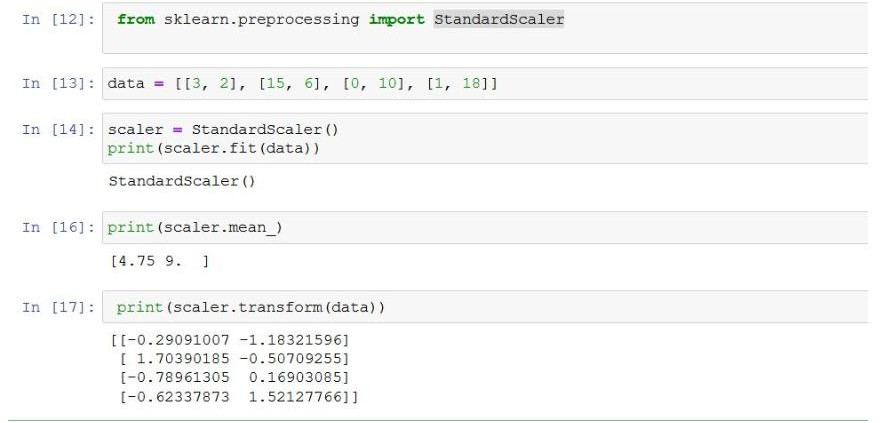 In [12]: from sklearn.preprocessing import StandardScaler
In [13]: data = [[3, 2], [15, 6], [0, 10], [1, 18]]
In [14]: scaler = StandardScaler()
print(scaler.fit(data))
StandardScaler()
In [16]: print(scaler.mean_)
[4.75 9.  ]
In [17]: print(scaler.transform(data))
[[-0.29091007 -1.18321596]
[ 1.70390185 -0.50709255]
[-0.78961305  0.16903085]
[-0.62337873  1.52127766]]